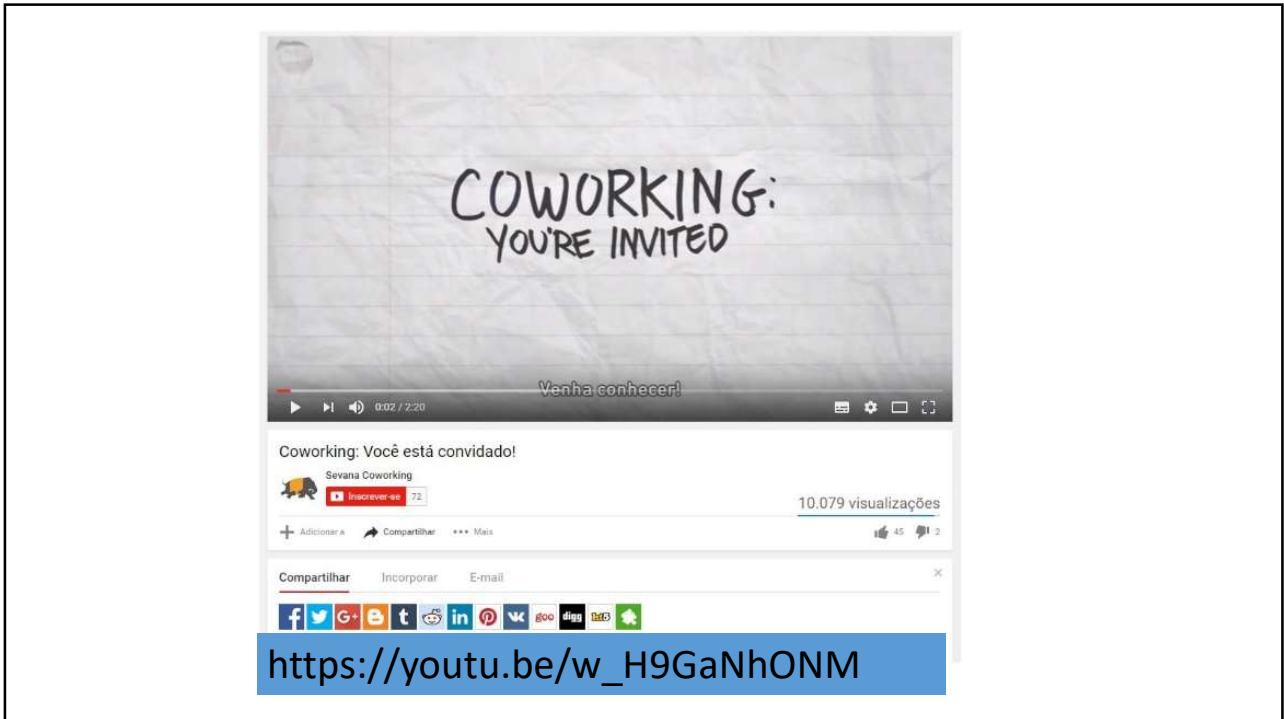 COWORKING:
YOU'RE INVITED
Venha conhecer!
0:02 / 2:20
Coworking: Você está convidado!
Sevana Coworking
Inscrever-se 72
10.079 visualizações
Adicionar a Compartilhar Mais 45 2
Compartilhar Incorporar E-mail
goo digg
https://youtu.be/w_H9GaNhONM